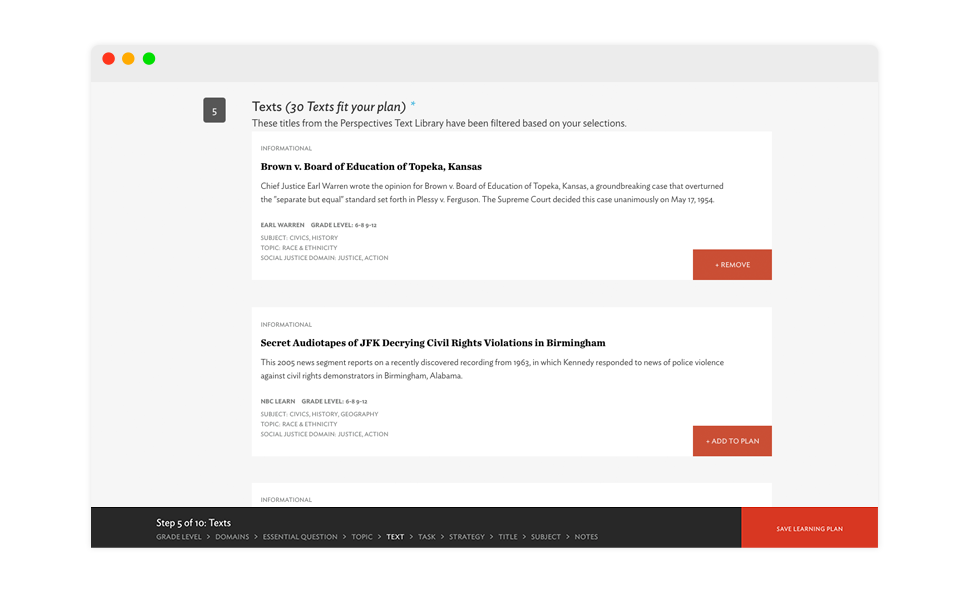 5
Texts (30 Texts fit your plan) *
These titles from the Perspectives Text Library have been filtered based on your selections.
INFORMATIONAL
Brown v. Board of Education of Topeka, Kansas
Chief Justice Earl Warren wrote the opinion for Brown v. Board of Education of Topeka, Kansas, a groundbreaking case that overturned
the "separate but equal" standard set forth in Plessy v. Ferguson. The Supreme Court decided this case unanimously on May 17, 1954.
EARL WARREN GRADE LEVEL: 6-8 9-12
SUBJECT: CIVICS, HISTORY
TOPIC: RACE & ETHNICITY
SOCIAL JUSTICE DOMAIN: JUSTICE, ACTION
+ REMOVE
INFORMATIONAL
Secret Audiotapes of JFK Decrying Civil Rights Violations in Birmingham
This 2005 news segment reports on a recently discovered recording from 1963, in which Kennedy responded to news of police violence
against civil rights demonstrators in Birmingham, Alabama.
NBC LEARN GRADE LEVEL: 6-8 9-12
SUBJECT: CIVICS, HISTORY, GEOGRAPHY
TOPIC: RACE & ETHNICITY
SOCIAL JUSTICE DOMAIN: JUSTICE, ACTION
+ ADD TO PLAN
INFORMATIONAL
Step 5 of 10: Texts
GRADE LEVEL > DOMAINS > ESSENTIAL QUESTION > TOPIC > TEXT > TASK > STRATEGY > TITLE > SUBJECT > NOTES
SAVE LEARNING PLAN